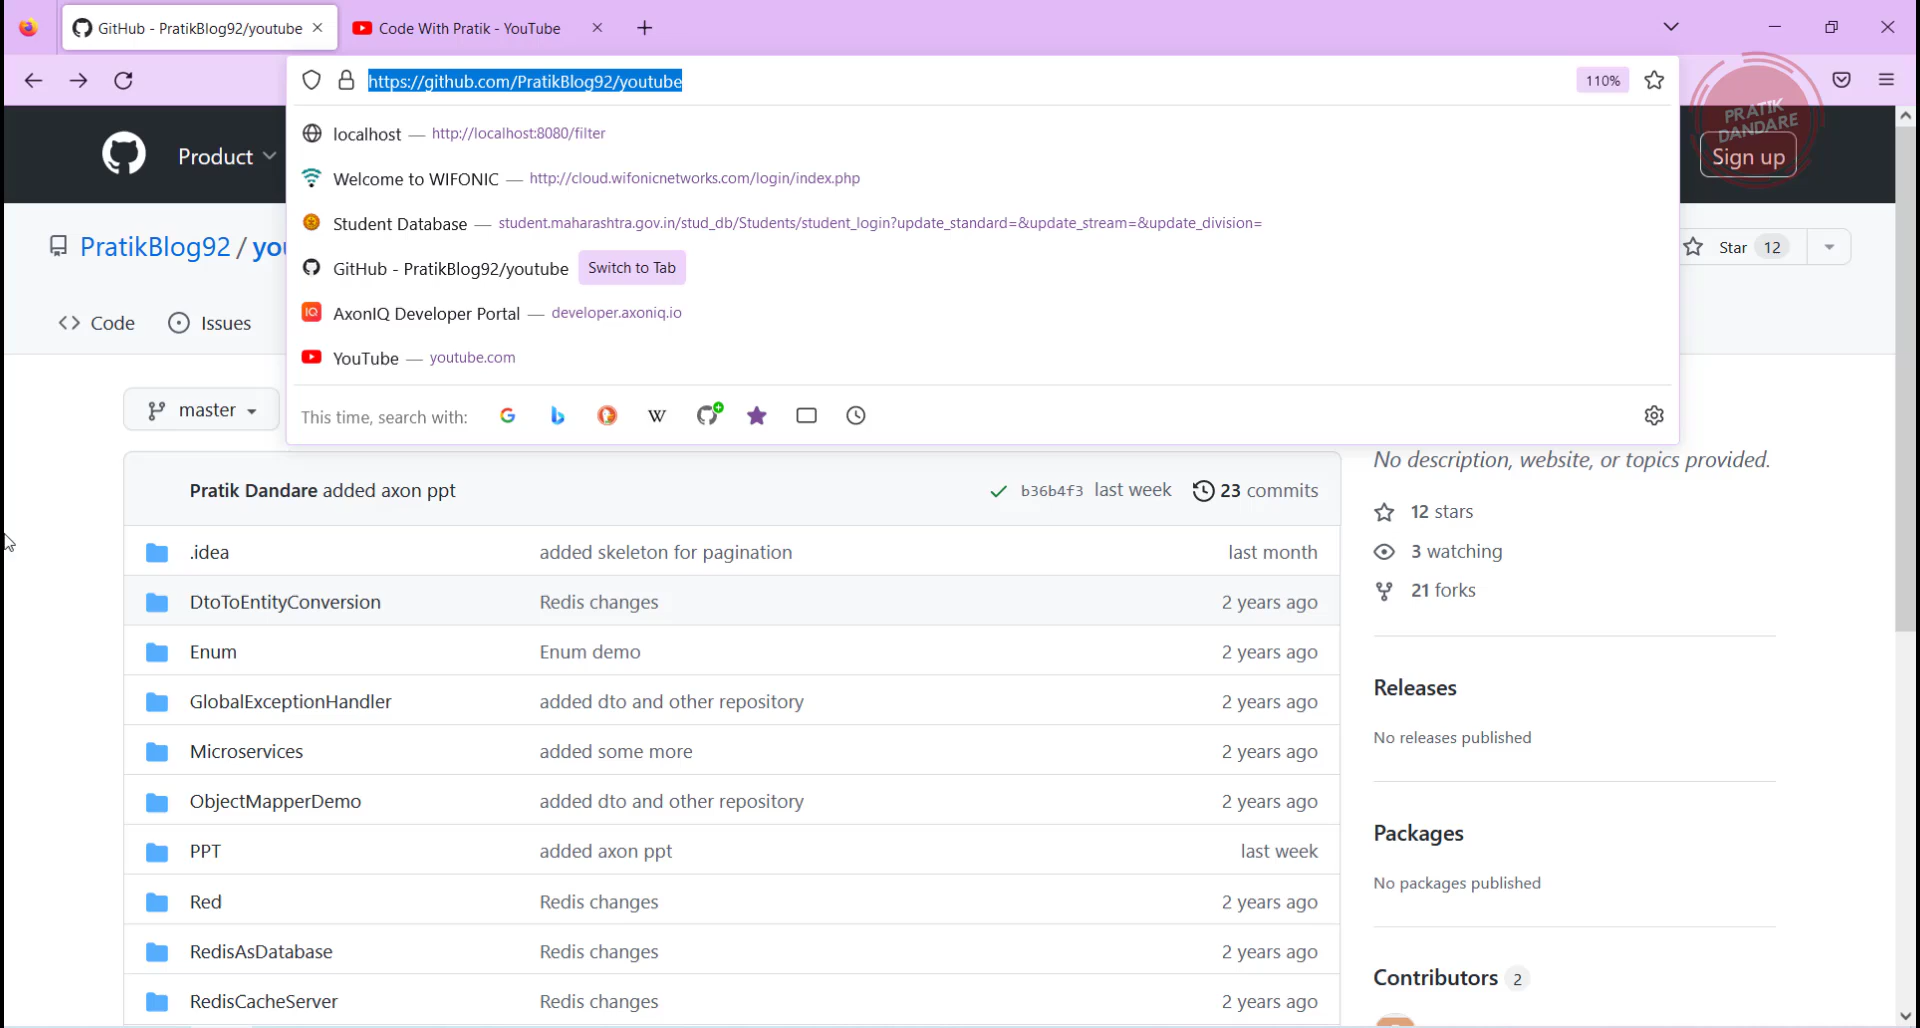 GitHub - PratikBlog92/youtube
Code With Pratik - YouTube
https://github.com/PratikBlog92/youtube
110%
localhost — http://localhost:8080/filter
Welcome to WIFONIC — http://cloud.wifonicnetworks.com/login/index.php
Student Database — student.maharashtra.gov.in/stud_db/Students/student_login?update_standard=&update_stream=&update_division=
GitHub - PratikBlog92/youtube Switch to Tab
AxonIQ Developer Portal — developer.axoniq.io
YouTube — youtube.com
This time, search with:
PRATIK
DANDARE
Product
Sign up
PratikBlog92 / you
Star 12
Code
Issues
master
No description, website, or topics provided.
Pratik Dandare added axon ppt b36b4f3 last week 23 commits
.idea added skeleton for pagination last month
DtoToEntityConversion Redis changes 2 years ago
Enum Enum demo 2 years ago
GlobalExceptionHandler added dto and other repository 2 years ago
Microservices added some more 2 years ago
ObjectMapperDemo added dto and other repository 2 years ago
PPT added axon ppt last week
Red Redis changes 2 years ago
RedisAsDatabase Redis changes 2 years ago
RedisCacheServer Redis changes 2 years ago
12 stars
3 watching
21 forks
Releases
No releases published
Packages
No packages published
Contributors 2